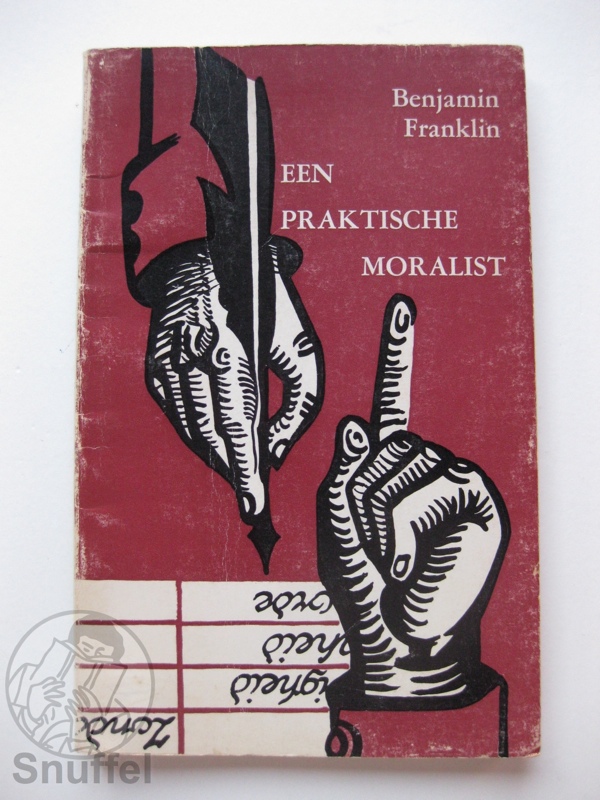 Benjamin
Franklin
EEN
PRAKTISCHE
MORALIST
Snuffel